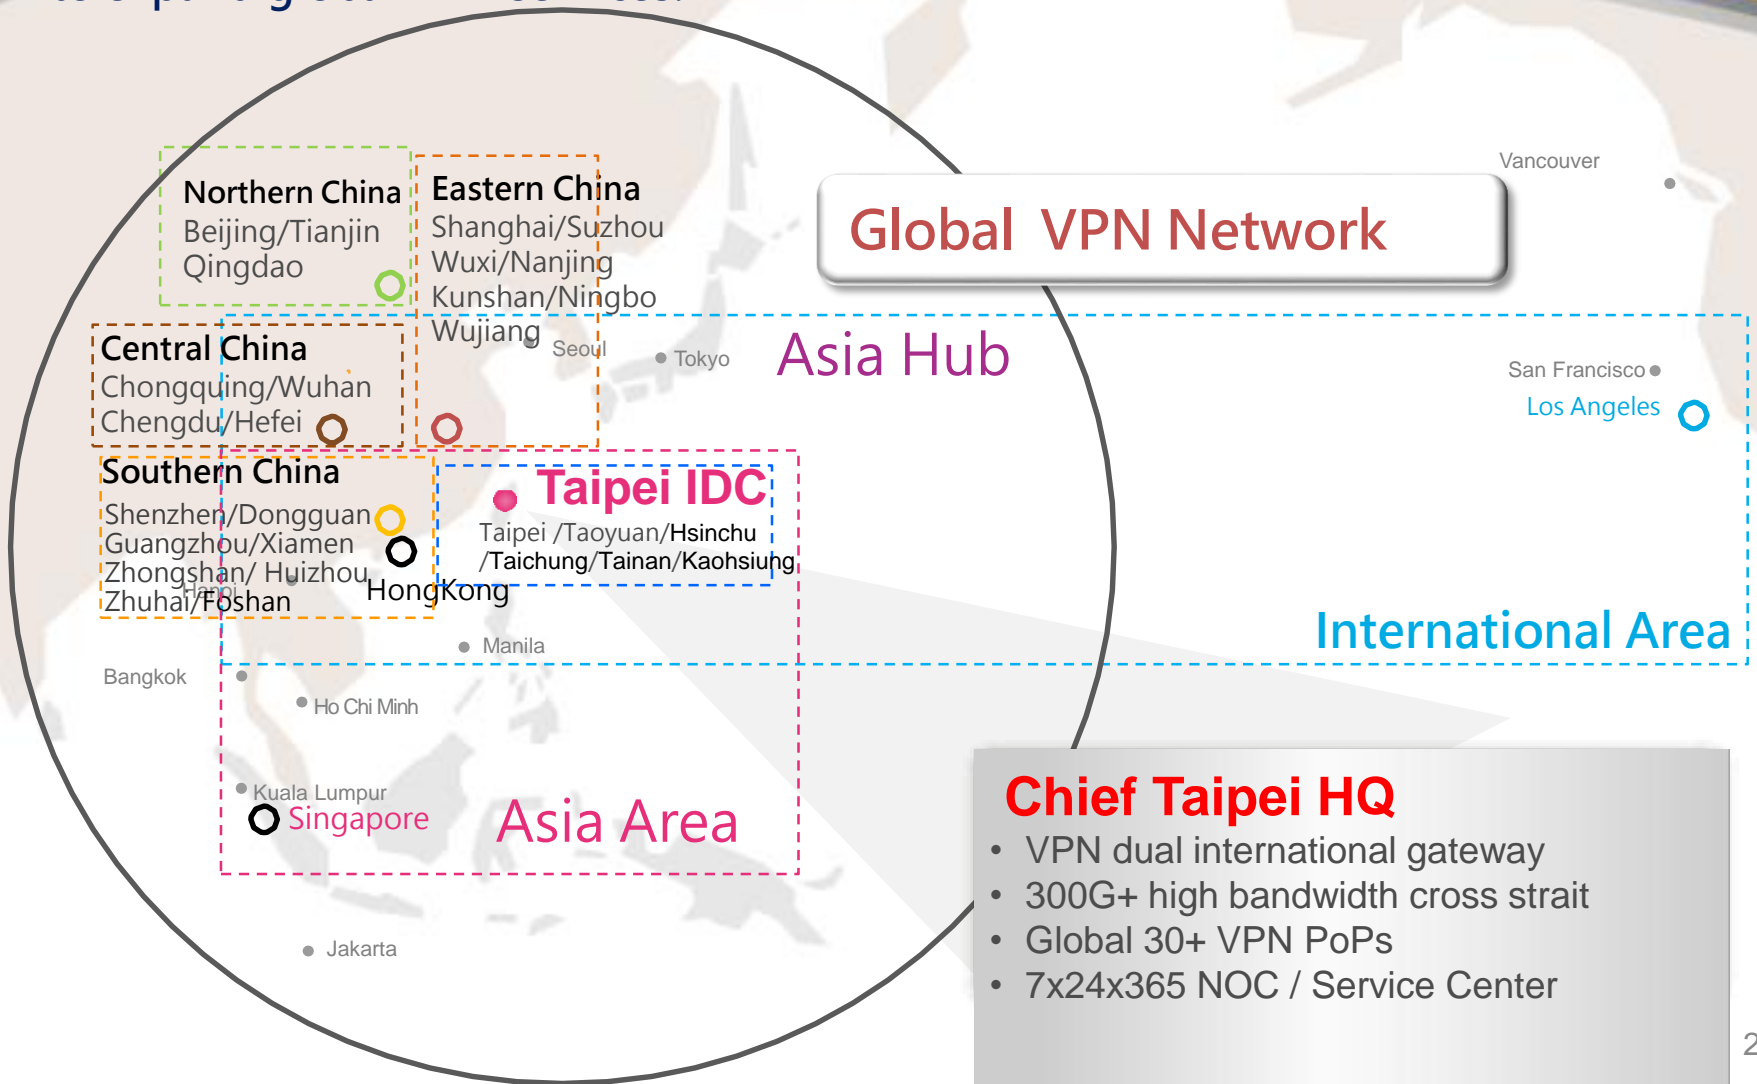 Vancouver
Global VPN Network
Northern China
Beijing/Tianjin
Qingdao
Eastern China
Shanghai/Suzhou
Wuxi/Nanjing
Kunshan/Ningbo
Wujiang
Seoul
Tokyo
Asia Hub
Central China
Chongquing/Wuhan
Chengdu/Hefei
San Francisco
Los Angeles
Southern China
Shenzhen/Dongguan
Guangzhou/Xiamen
Zhongshan/ Huizhou
Zhuhai/Foshan
Hanoi
HongKong
Taipei IDC
Taipei /Taoyuan/Hsinchu
/Taichung/Tainan/Kaohsiung
International Area
Manila
Bangkok
Ho Chi Minh
Kuala Lumpur
Singapore
Asia Area
Jakarta
Chief Taipei HQ
• VPN dual international gateway
• 300G+ high bandwidth cross strait
• Global 30+ VPN PoPs
• 7x24x365 NOC / Service Center
2